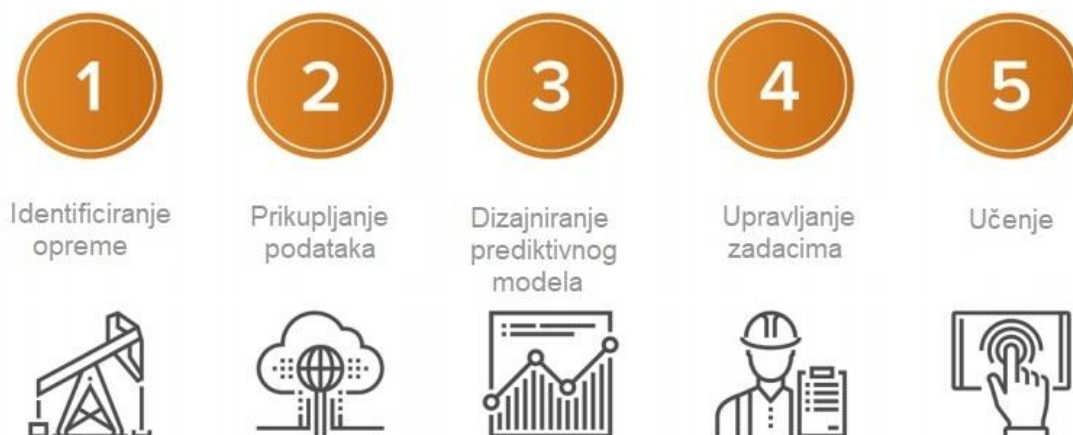 1
2
3
4
5
Identificiranje
opreme
Prikupljanje
podataka
Dizajniranje
prediktivnog
modela
Upravljanje
zadacima
Učenje